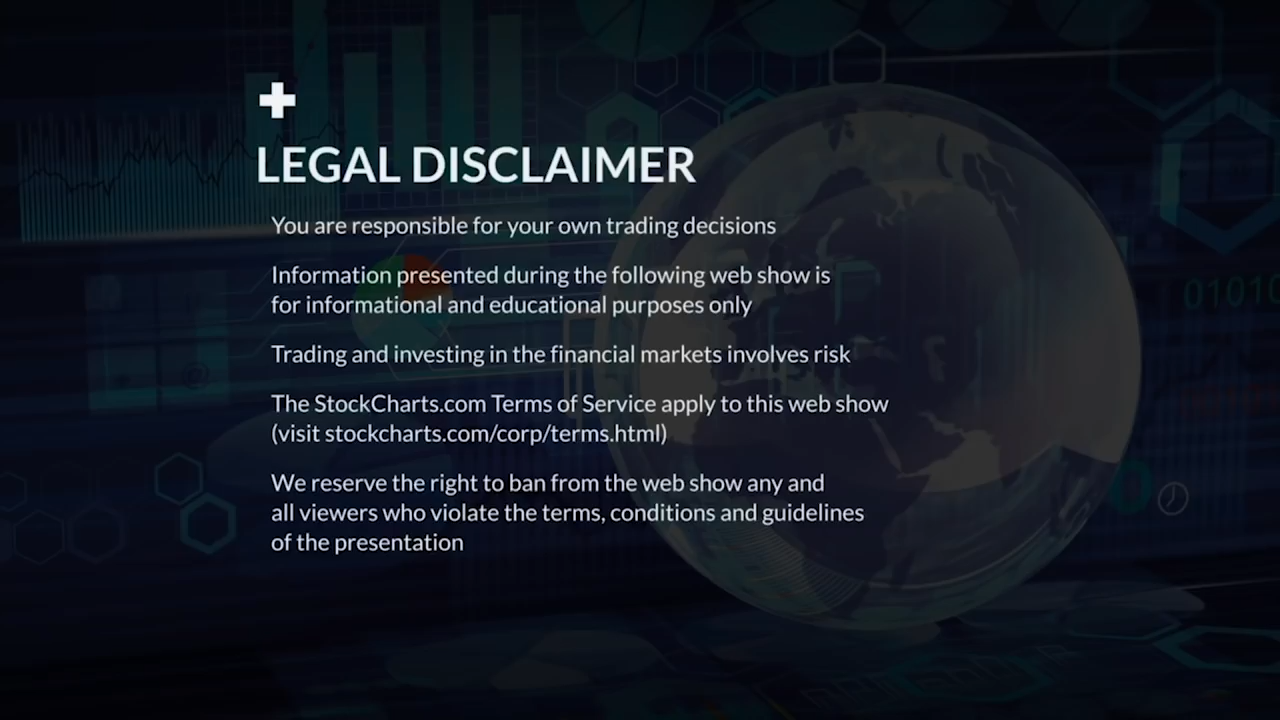 LEGAL DISCLAIMER
You are responsible for your own trading decisions
Information presented during the following web show is
for informational and educational purposes only
Trading and investing in the financial markets involves risk
The StockCharts.com Terms of Service apply to this web show
(visit stockcharts.com/corp/terms.html)
We reserve the right to ban from the web show any and
all viewers who violate the terms, conditions and guidelines
of the presentation
01010